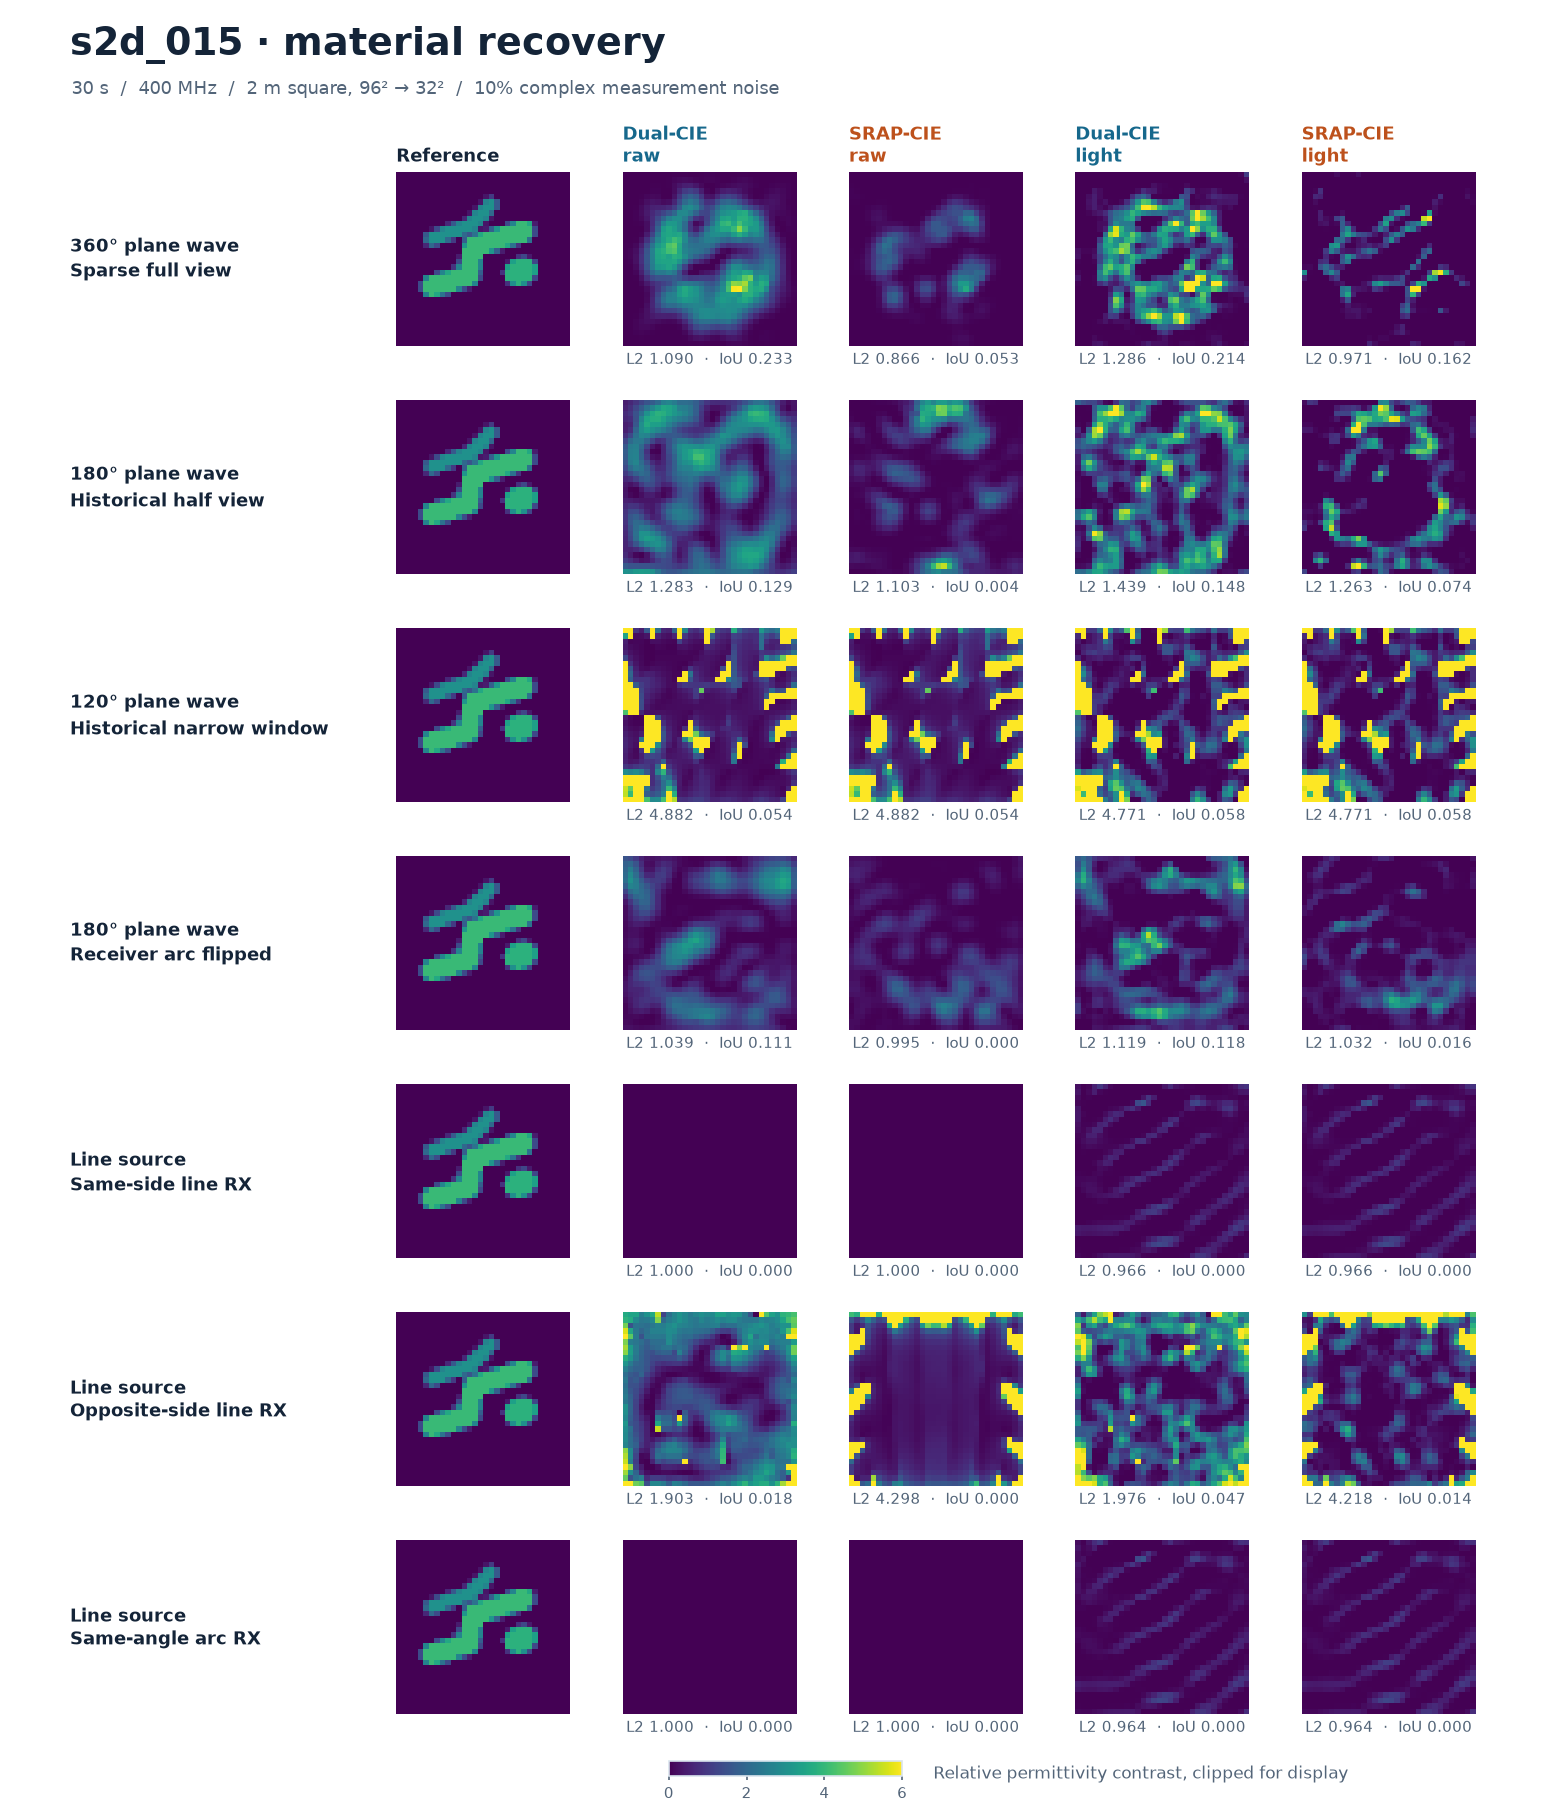 s2d_015 · material recovery
30 s / 400 MHz / 2 m square, 96² → 32² / 10% complex measurement noise
Reference
Dual-CIE
raw
SRAP-CIE
raw
Dual-CIE
light
SRAP-CIE
light
360° plane wave
Sparse full view
L2 1.090 · IoU 0.233
L2 0.866 · IoU 0.053
L2 1.286 · IoU 0.214
L2 0.971 · IoU 0.162
180° plane wave
Historical half view
L2 1.283 · IoU 0.129
L2 1.103 · IoU 0.004
L2 1.439 · IoU 0.148
L2 1.263 · IoU 0.074
120° plane wave
Historical narrow window
L2 4.882 · IoU 0.054
L2 4.882 · IoU 0.054
L2 4.771 · IoU 0.058
L2 4.771 · IoU 0.058
180° plane wave
Receiver arc flipped
L2 1.039 · IoU 0.111
L2 0.995 · IoU 0.000
L2 1.119 · IoU 0.118
L2 1.032 · IoU 0.016
Line source
Same-side line RX
L2 1.000 · IoU 0.000
L2 1.000 · IoU 0.000
L2 0.966 · IoU 0.000
L2 0.966 · IoU 0.000
Line source
Opposite-side line RX
L2 1.903 · IoU 0.018
L2 4.298 · IoU 0.000
L2 1.976 · IoU 0.047
L2 4.218 · IoU 0.014
Line source
Same-angle arc RX
L2 1.000 · IoU 0.000
L2 1.000 · IoU 0.000
L2 0.964 · IoU 0.000
L2 0.964 · IoU 0.000
0 2 4 6
Relative permittivity contrast, clipped for display